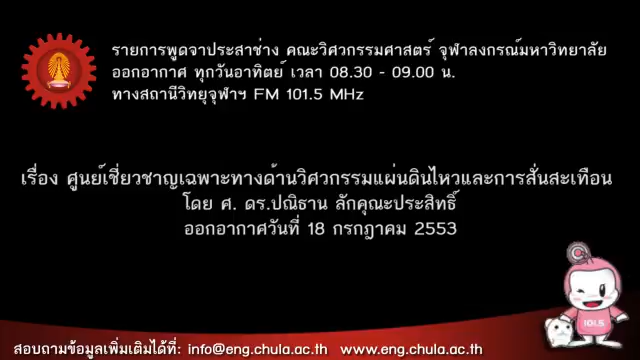 รายการพูดจาประสาช่าง คณะวิศวกรรมศาสตร์ จุฬาลงกรณ์มหาวิทยาลัย
ออกอากาศ ทุกวันอาทิตย์ เวลา 08.30 - 09.00 น.
ทางสถานีวิทยุจุฬาฯ FM 101.5 MHz
เรื่อง ศูนย์เชี่ยวชาญเฉพาะทางด้านวิศวกรรมแผ่นดินไหวและการสั่นสะเทือน
โดย ศ. ดร.ปณิธาน ลักคุณะประสิทธิ์
ออกอากาศวันที่ 18 กรกฎาคม 2553
101.5
สอบถามข้อมูลเพิ่มเติมได้ที่: info@eng.chula.ac.th www.eng.chula.ac.th